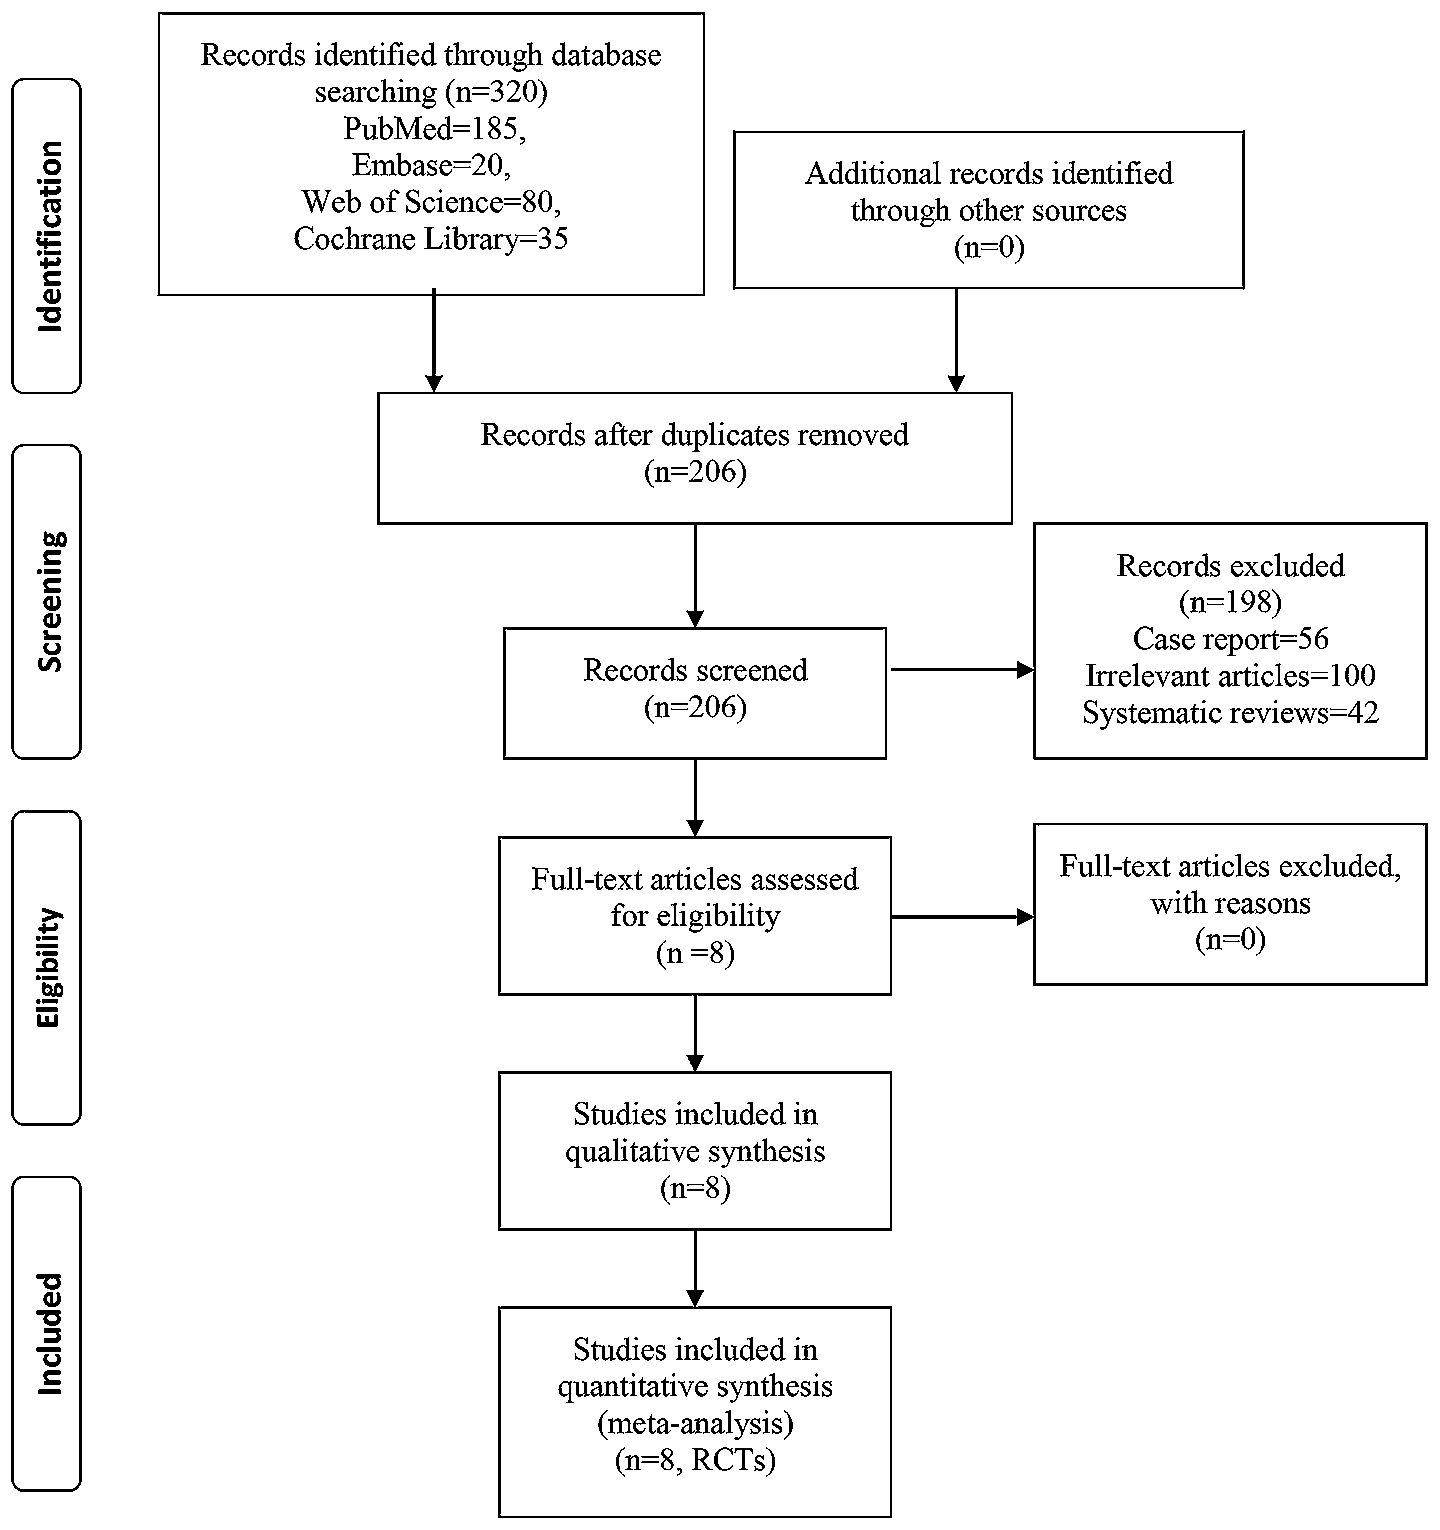 Identification
Records identified through database
searching (n=320)
PubMed=185,
Embase=20,
Web of Science=80,
Cochrane Library=35
Additional records identified
through other sources
(n=0)
Records after duplicates removed
(n=206)
Screening
Records screened
(n=206)
Records excluded
(n=198)
Case report=56
Irrelevant articles=100
Systematic reviews=42
Eligibility
Full-text articles assessed
for eligibility
(n =8)
Full-text articles excluded,
with reasons
(n=0)
Studies included in
qualitative synthesis
(n=8)
Included
Studies included in
quantitative synthesis
(meta-analysis)
(n=8, RCTs)